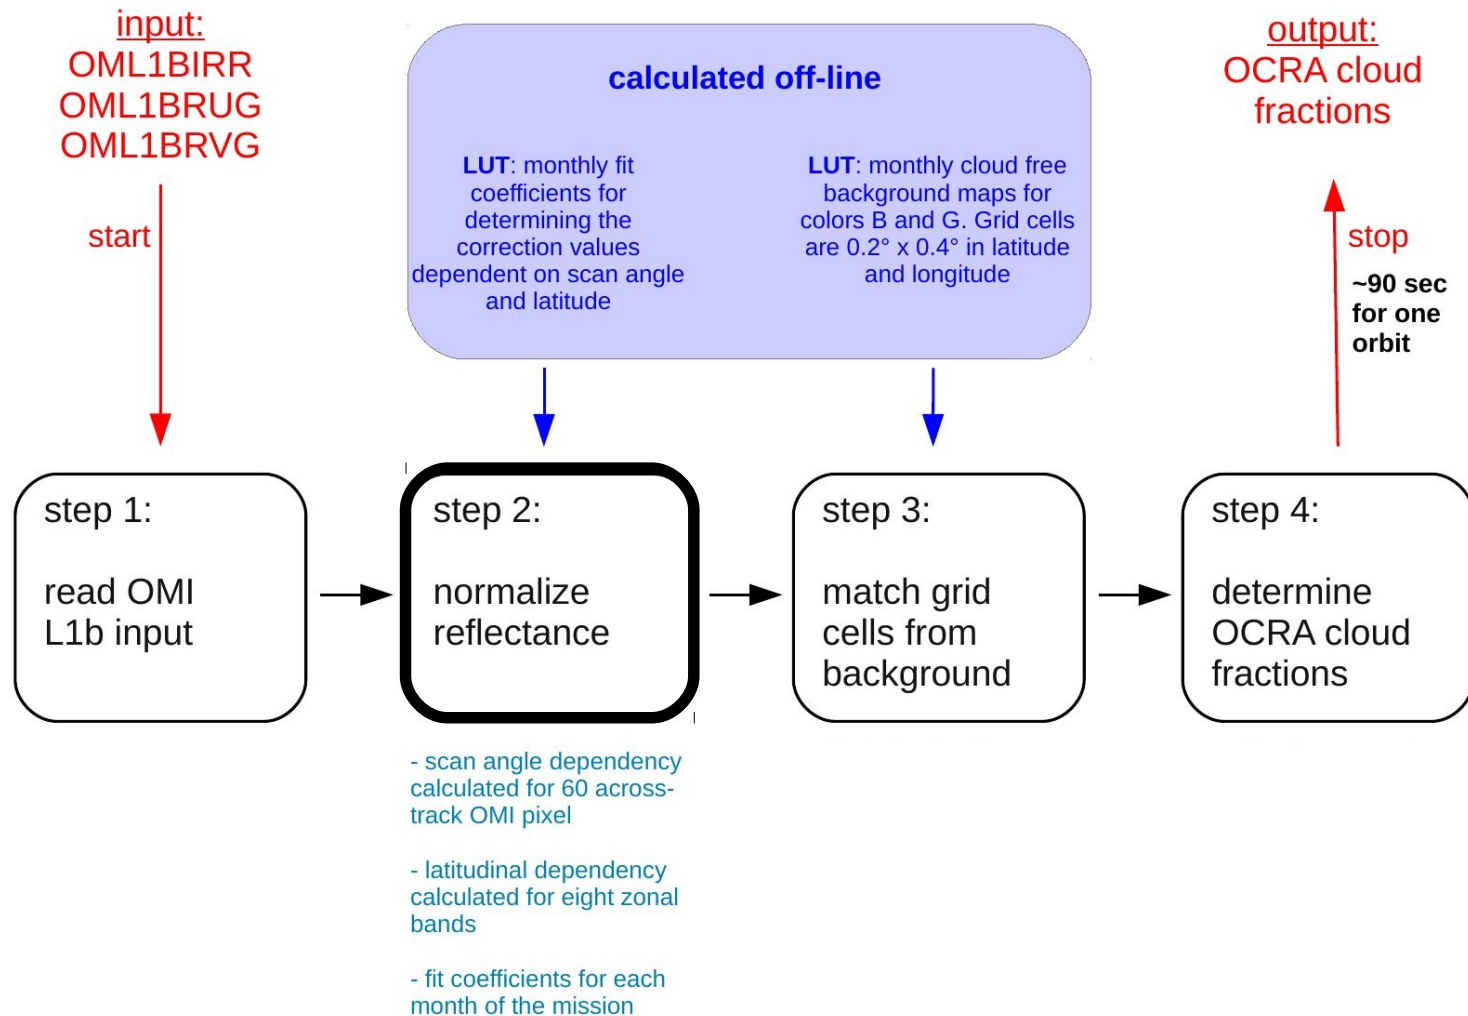 input:
OML1BIRR
OML1BRUG
OML1BRVG
start
calculated off-line
LUT: monthly fit
coefficients for
determining the
correction values
dependent on scan angle
and latitude
LUT: monthly cloud free
background maps for
colors B and G. Grid cells
are 0.2° x 0.4° in latitude
and longitude
output:
OCRA cloud
fractions
stop
~90 sec
for one
orbit
step 1:
read OMI
L1b input
step 2:
normalize
reflectance
step 3:
match grid
cells from
background
step 4:
determine
OCRA cloud
fractions
- scan angle dependency
calculated for 60 across-
track OMI pixel
- latitudinal dependency
calculated for eight zonal
bands
- fit coefficients for each
month of the mission